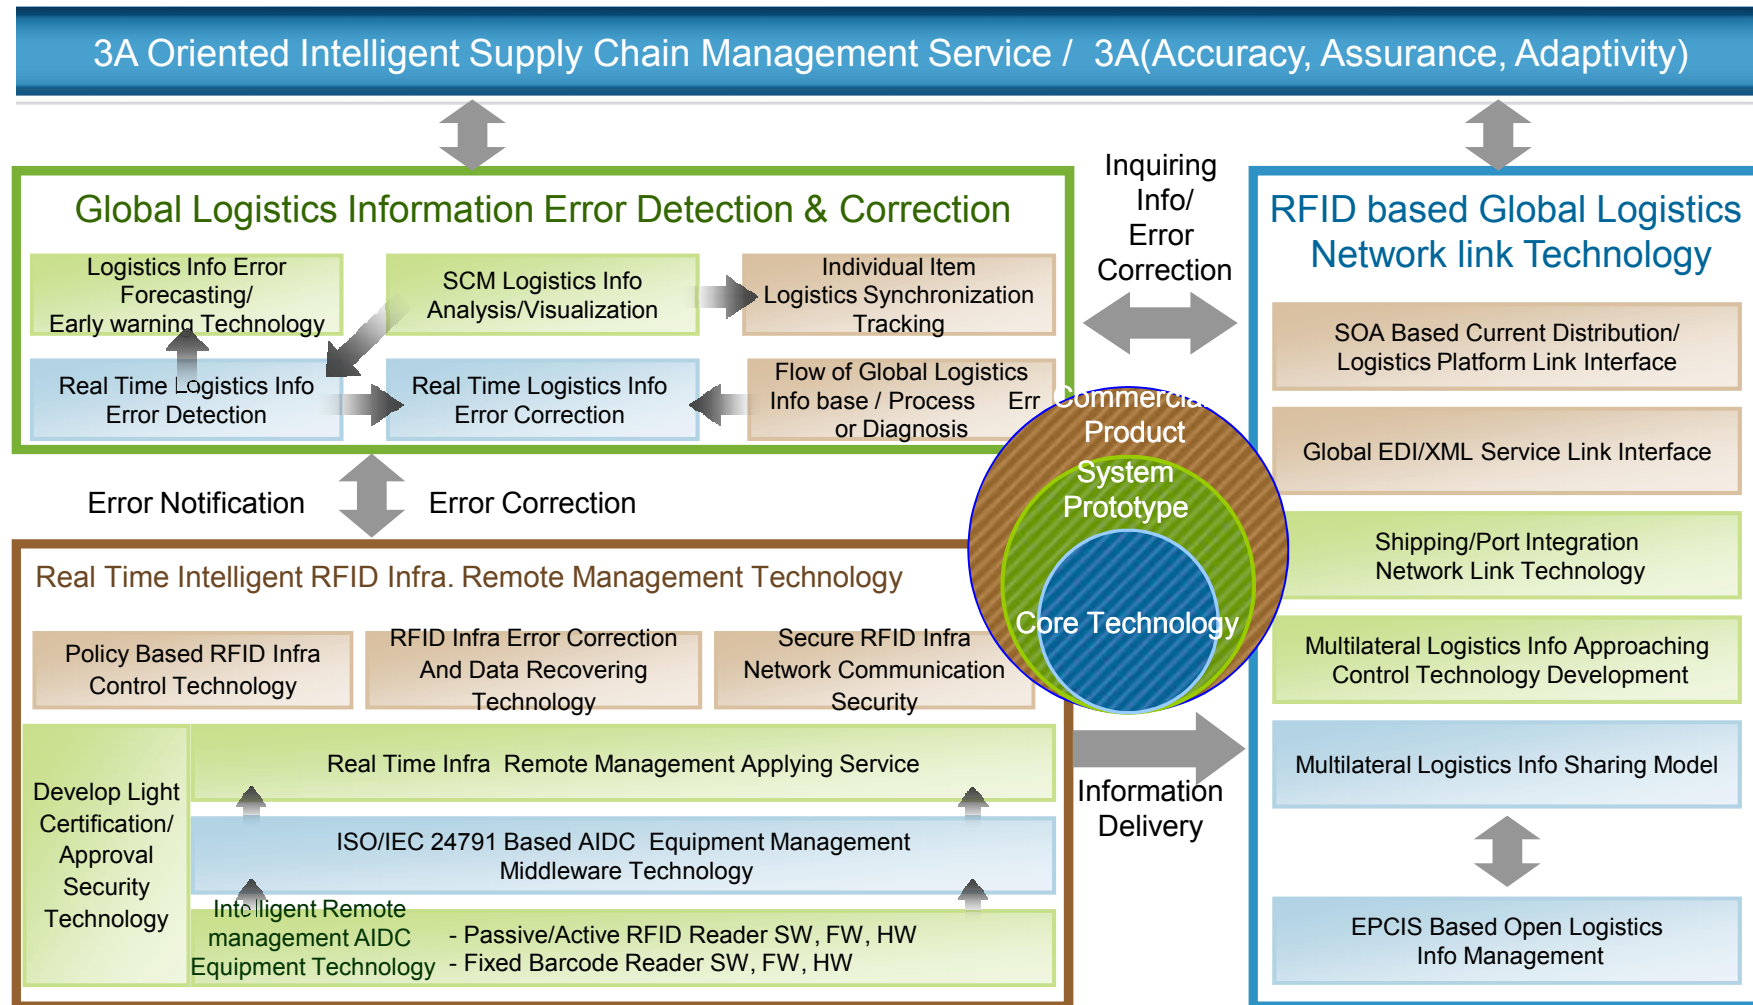 3A Oriented Intelligent Supply Chain Management Service / 3A(Accuracy, Assurance, Adaptivity)
Global Logistics Information Error Detection & Correction
Logistics Info Error
Forecasting/
Early warning Technology
SCM Logistics Info
Analysis/Visualization
Individual Item
Logistics Synchronization
Tracking
Real Time Logistics Info
Error Detection
Real Time Logistics Info
Error Correction
Flow of Global Logistics
Info base / Process Err
or Diagnosis
Inquiring
Info/
Error
Correction
RFID based Global Logistics
Network link Technology
SOA Based Current Distribution/
Logistics Platform Link Interface
Global EDI/XML Service Link Interface
Shipping/Port Integration
Network Link Technology
Multilateral Logistics Info Approaching
Control Technology Development
Multilateral Logistics Info Sharing Model
EPCIS Based Open Logistics
Info Management
Error Notification
Error Correction
Commercial
Product
System
Prototype
Core Technology
Real Time Intelligent RFID Infra. Remote Management Technology
Policy Based RFID Infra
Control Technology
RFID Infra Error Correction
And Data Recovering
Technology
Secure RFID Infra
Network Communication
Security
Develop Light
Certification/
Approval
Security
Technology
Real Time Infra Remote Management Applying Service
ISO/IEC 24791 Based AIDC Equipment Management
Middleware Technology
Intelligent Remote
management AIDC
Equipment Technology
- Passive/Active RFID Reader SW, FW, HW
- Fixed Barcode Reader SW, FW, HW
Information
Delivery